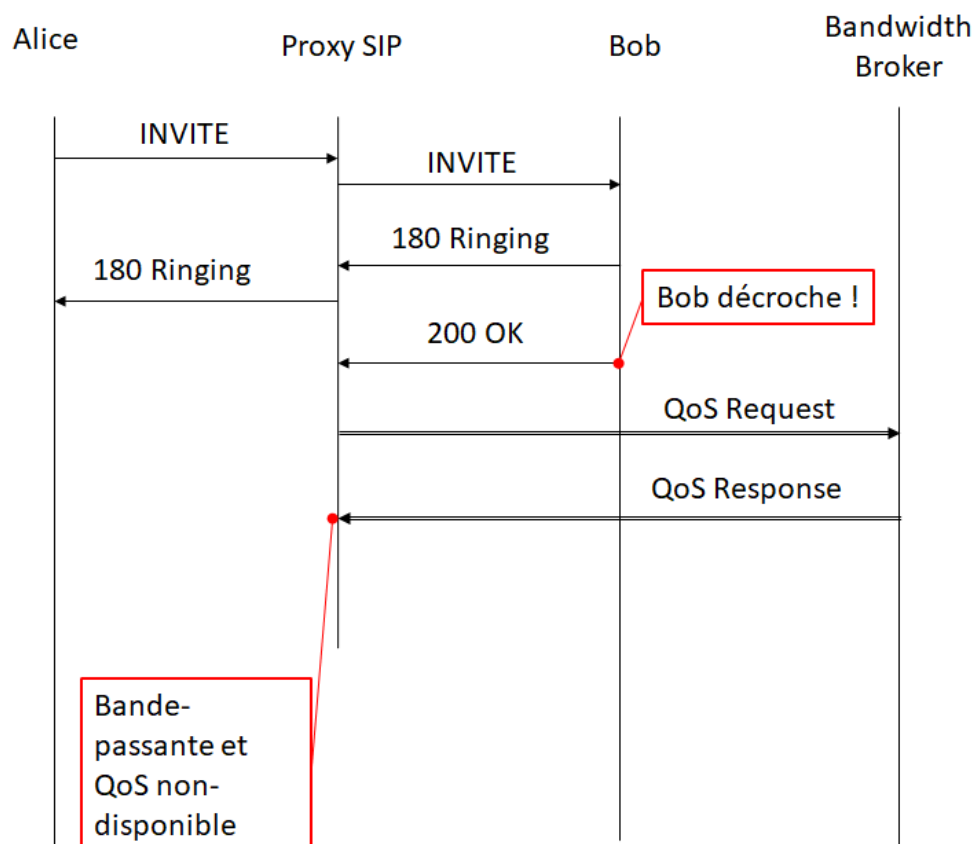 Alice
Proxy SIP
Bob
Bandwidth
Broker
INVITE
INVITE
180 Ringing
180 Ringing
Bob décroche !
200 OK
QoS Request
QoS Response
Bande-
passante et
QoS non-
disponible